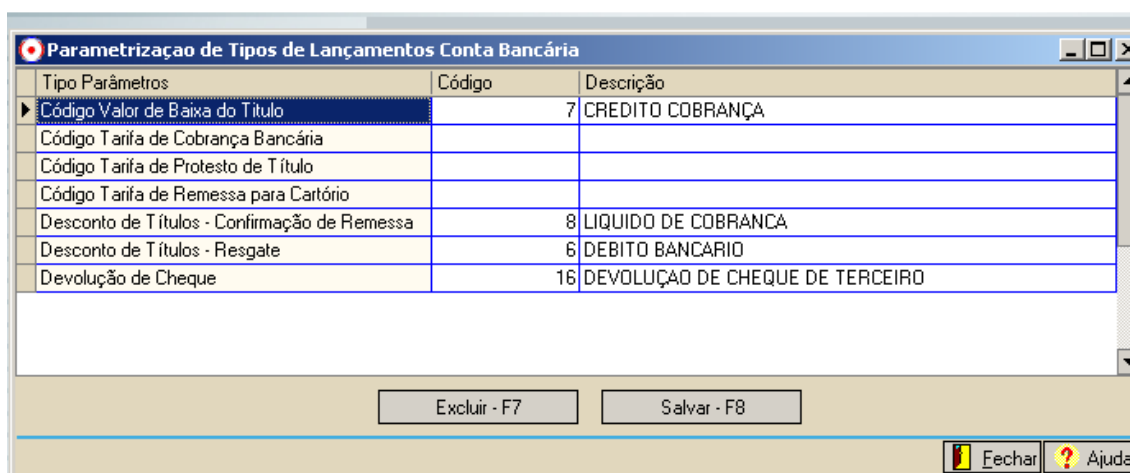 Parametrizaçao de Tipos de Lançamentos Conta Bancária
Tipo Parâmetros Código Descrição
Código Valor de Baixa do Titulo 7 CREDITO COBRANÇA
Código Tarifa de Cobrança Bancária
Código Tarifa de Protesto de Título
Código Tarifa de Remessa para Cartório
Desconto de Títulos - Confirmação de Remessa 8 LIQUIDO DE COBRANCA
Desconto de Títulos - Resgate 6 DEBITO BANCARIO
Devolução de Cheque 16 DEVOLUÇAO DE CHEQUE DE TERCEIRO
Excluir - F7 Salvar - F8
Fechar Ajuda